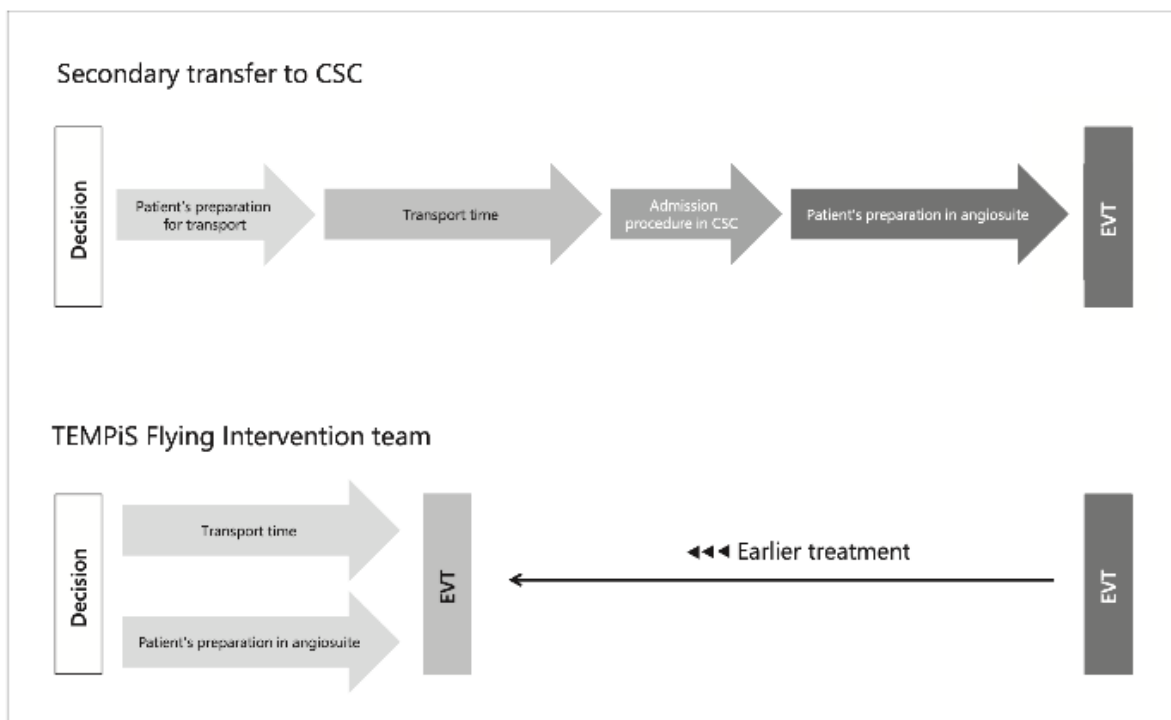 Secondary transfer to CSC
Decision
Patient's preparation
for transport
Transport time
Admission
procedure in CSC
Patient's preparation in angiosuite
EVT
TEMPiS Flying Intervention team
Decision
Transport time
Patient's preparation in angiosuite
EVT
◄◄◄ Earlier treatment
EVT